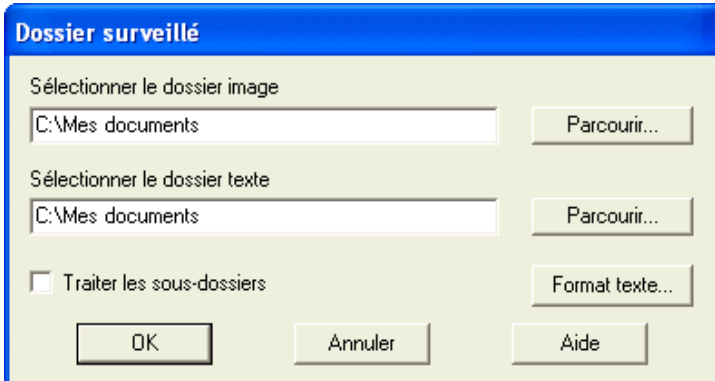 Dossier surveillé
Sélectionner le dossier image
C:\Mes documents
Parcourir...
Sélectionner le dossier texte
C:\Mes documents
Parcourir...
Traiter les sous-dossiers
Format texte...
OK
Annuler
Aide